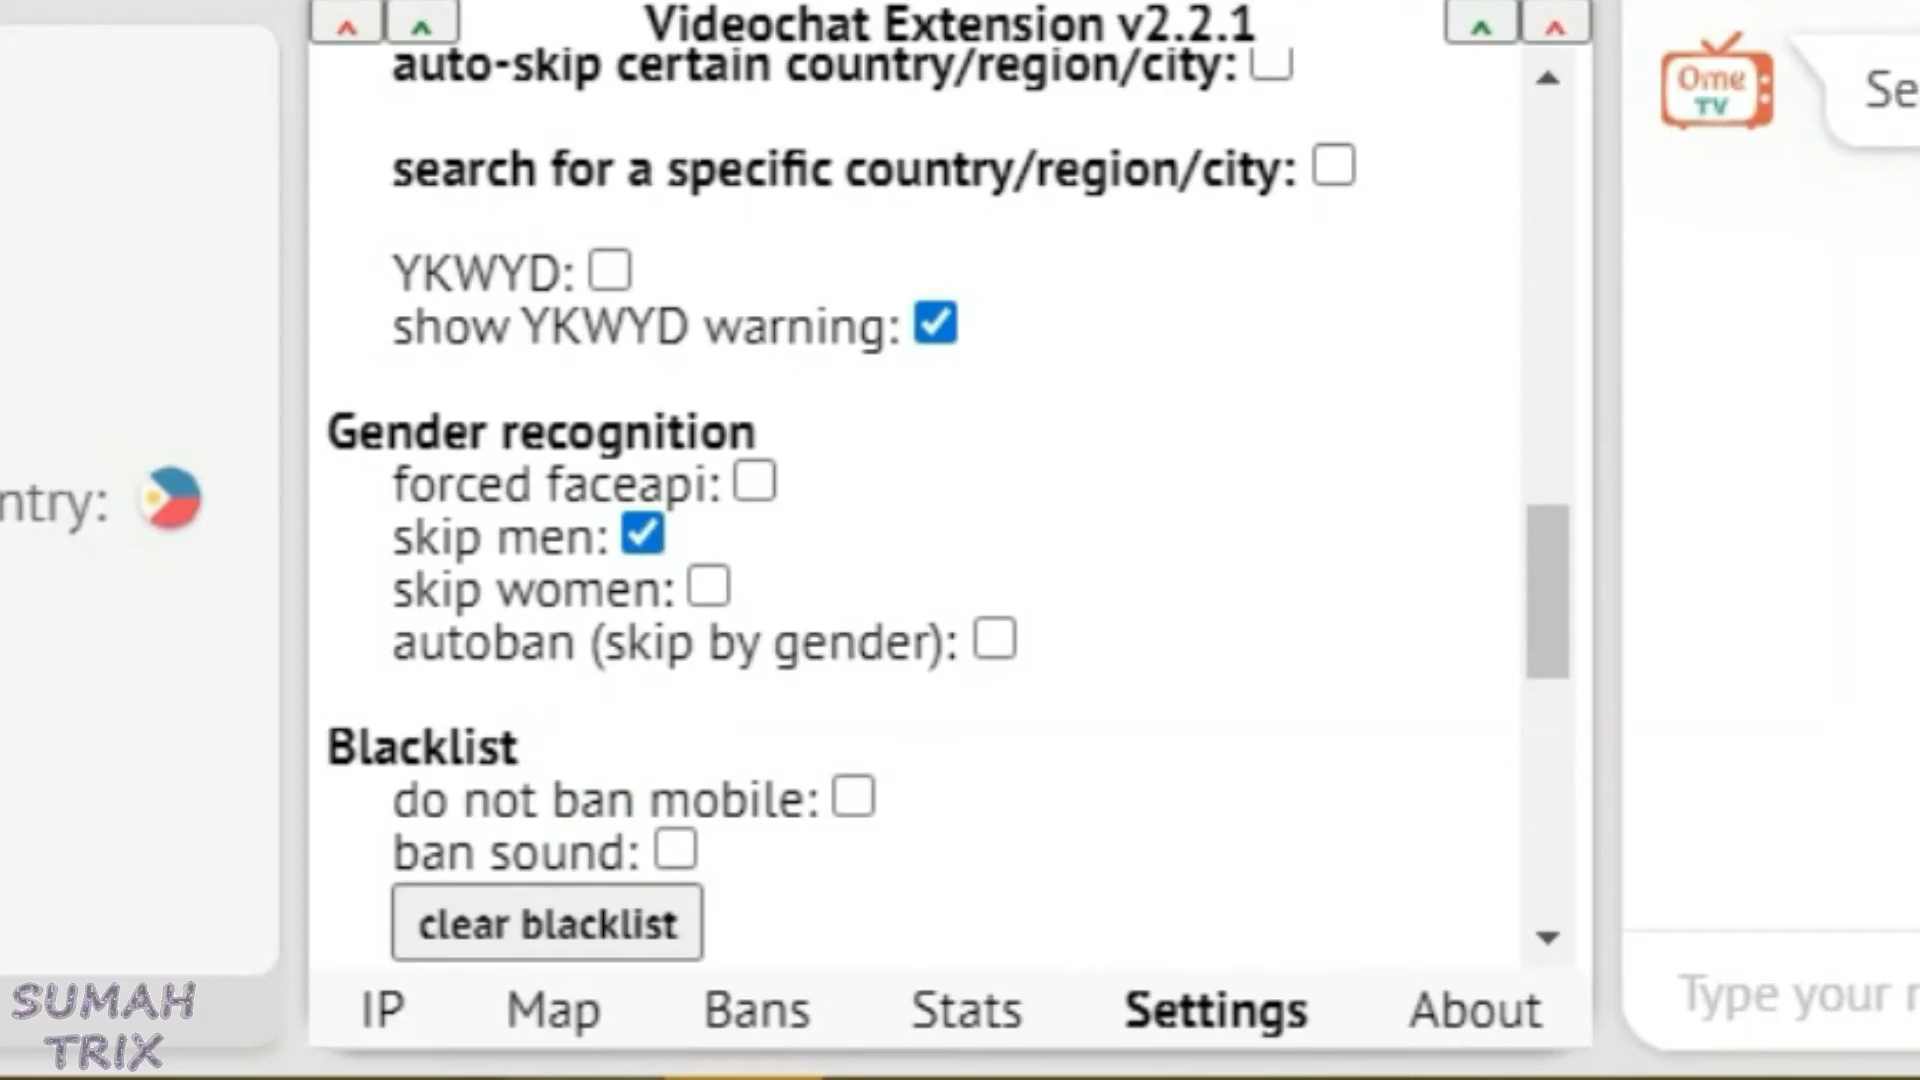 Videochat Extension v2.2.1
auto-skip certain country/region/city:
search for a specific country/region/city:
YKWYD:
show YKWYD warning:
Gender recognition
forced faceapi:
skip men:
skip women:
autoban (skip by gender):
Blacklist
do not ban mobile:
ban sound:
clear blacklist
IP Map Bans Stats Settings About
ntry:
SUMAH
TRIX
Ome
TV
Se
Type your